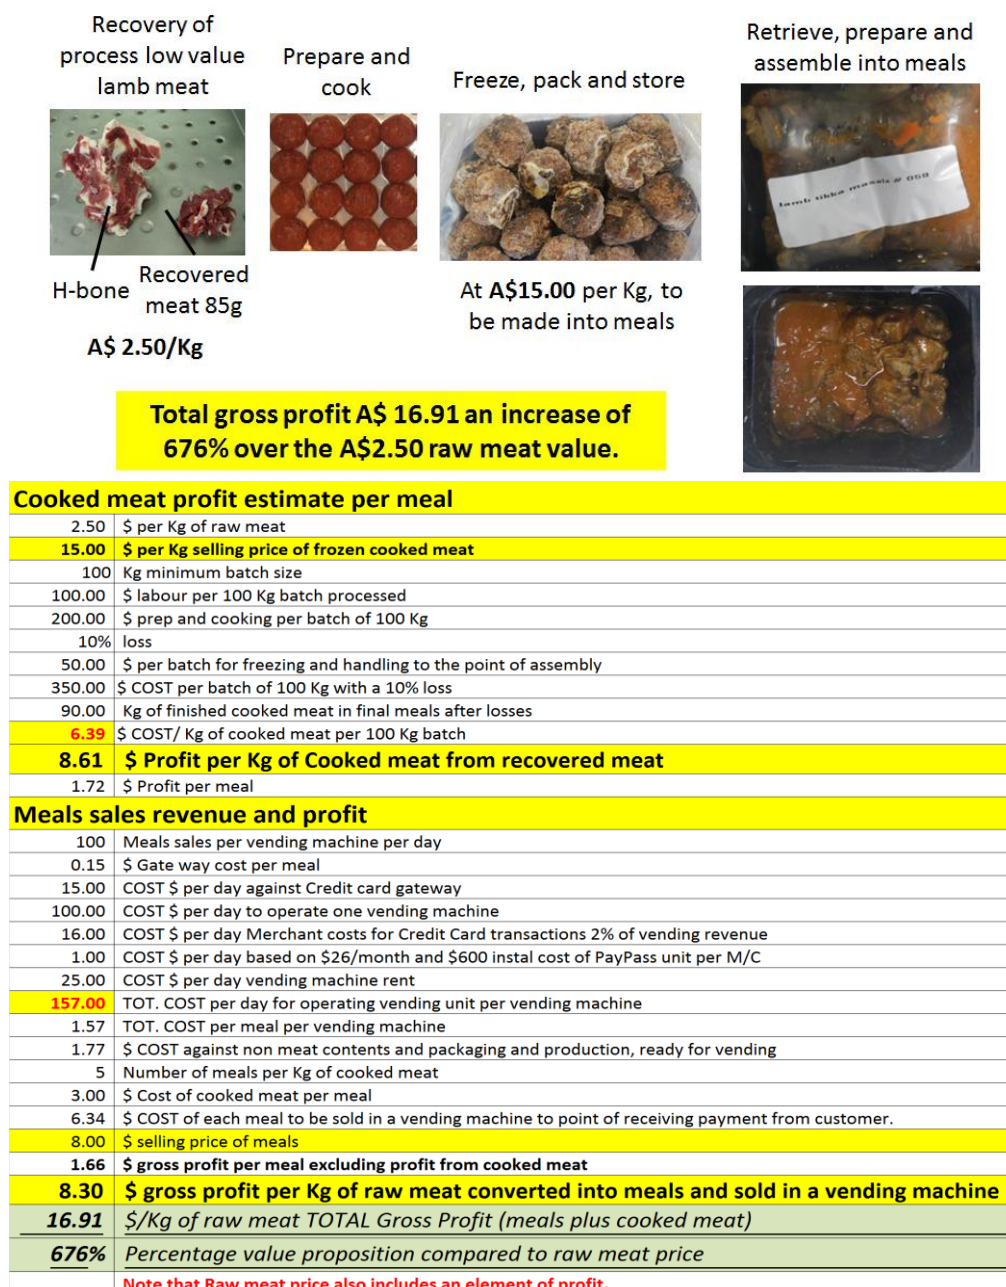 Recovery of
process low value
lamb meat
Prepare and
cook
Freeze, pack and store
Retrieve, prepare and
assemble into meals
lamb tikka masala # 059
H-bone
Recovered
meat 85g
A$ 2.50/Kg
At A$15.00 per Kg, to
be made into meals
Total gross profit A$ 16.91 an increase of
676% over the A$2.50 raw meat value.
Cooked meat profit estimate per meal
2.50 $ per Kg of raw meat
15.00 $ per Kg selling price of frozen cooked meat
100 Kg minimum batch size
100.00 $ labour per 100 Kg batch processed
200.00 $ prep and cooking per batch of 100 Kg
10% loss
50.00 $ per batch for freezing and handling to the point of assembly
350.00 $ COST per batch of 100 Kg with a 10% loss
90.00 Kg of finished cooked meat in final meals after losses
6.39 $ COST/ Kg of cooked meat per 100 Kg batch
8.61 $ Profit per Kg of Cooked meat from recovered meat
1.72 $ Profit per meal
Meals sales revenue and profit
100 Meals sales per vending machine per day
0.15 $ Gate way cost per meal
15.00 COST $ per day against Credit card gateway
100.00 COST $ per day to operate one vending machine
16.00 COST $ per day Merchant costs for Credit Card transactions 2% of vending revenue
1.00 COST $ per day based on $26/month and $600 instal cost of PayPass unit per M/C
25.00 COST $ per day vending machine rent
157.00 TOT. COST per day for operating vending unit per vending machine
1.57 TOT. COST per meal per vending machine
1.77 $ COST against non meat contents and packaging and production, ready for vending
5 Number of meals per Kg of cooked meat
3.00 $ Cost of cooked meat per meal
6.34 $ COST of each meal to be sold in a vending machine to point of receiving payment from customer.
8.00 $ selling price of meals
1.66 $ gross profit per meal excluding profit from cooked meat
8.30 $ gross profit per Kg of raw meat converted into meals and sold in a vending machine
16.91 $/Kg of raw meat TOTAL Gross Profit (meals plus cooked meat)
676% Percentage value proposition compared to raw meat price
Note that Raw meat price also includes an element of profit.